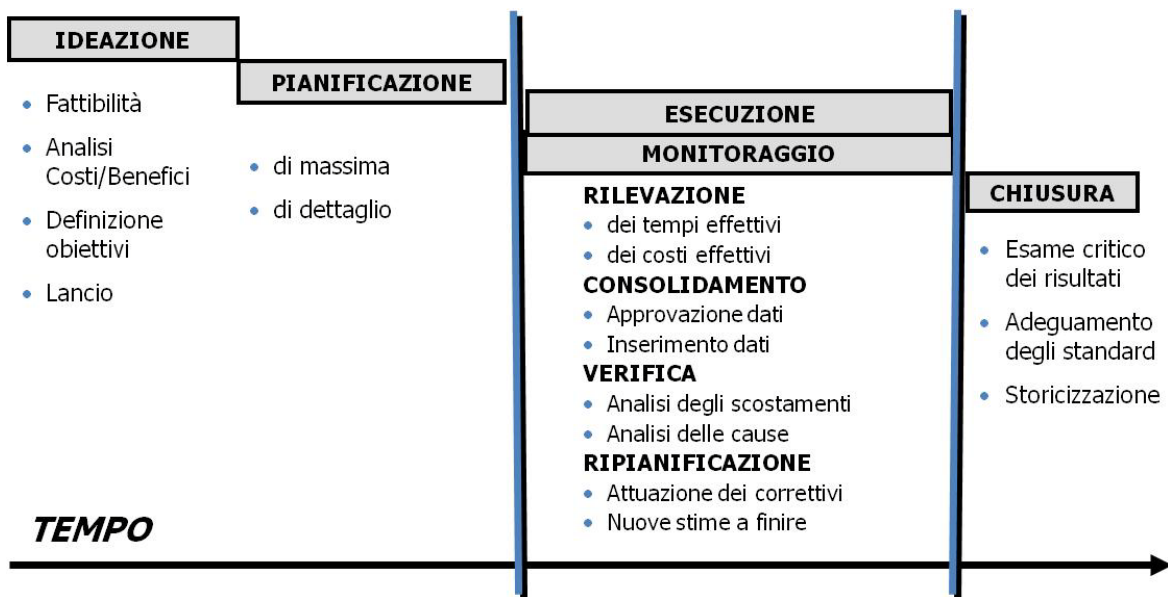 IDEAZIONE
• Fattibilità
• Analisi
Costi/Benefici
• Definizione
obiettivi
• Lancio
PIANIFICAZIONE
• di massima
• di dettaglio
ESECUZIONE
MONITORAGGIO
RILEVAZIONE
• dei tempi effettivi
• dei costi effettivi
CONSOLIDAMENTO
• Approvazione dati
• Inserimento dati
VERIFICA
• Analisi degli scostamenti
• Analisi delle cause
RIPIANIFICAZIONE
• Attuazione dei correttivi
• Nuove stime a finire
CHIUSURA
• Esame critico
dei risultati
• Adeguamento
degli standard
• Storicizzazione
TEMPO